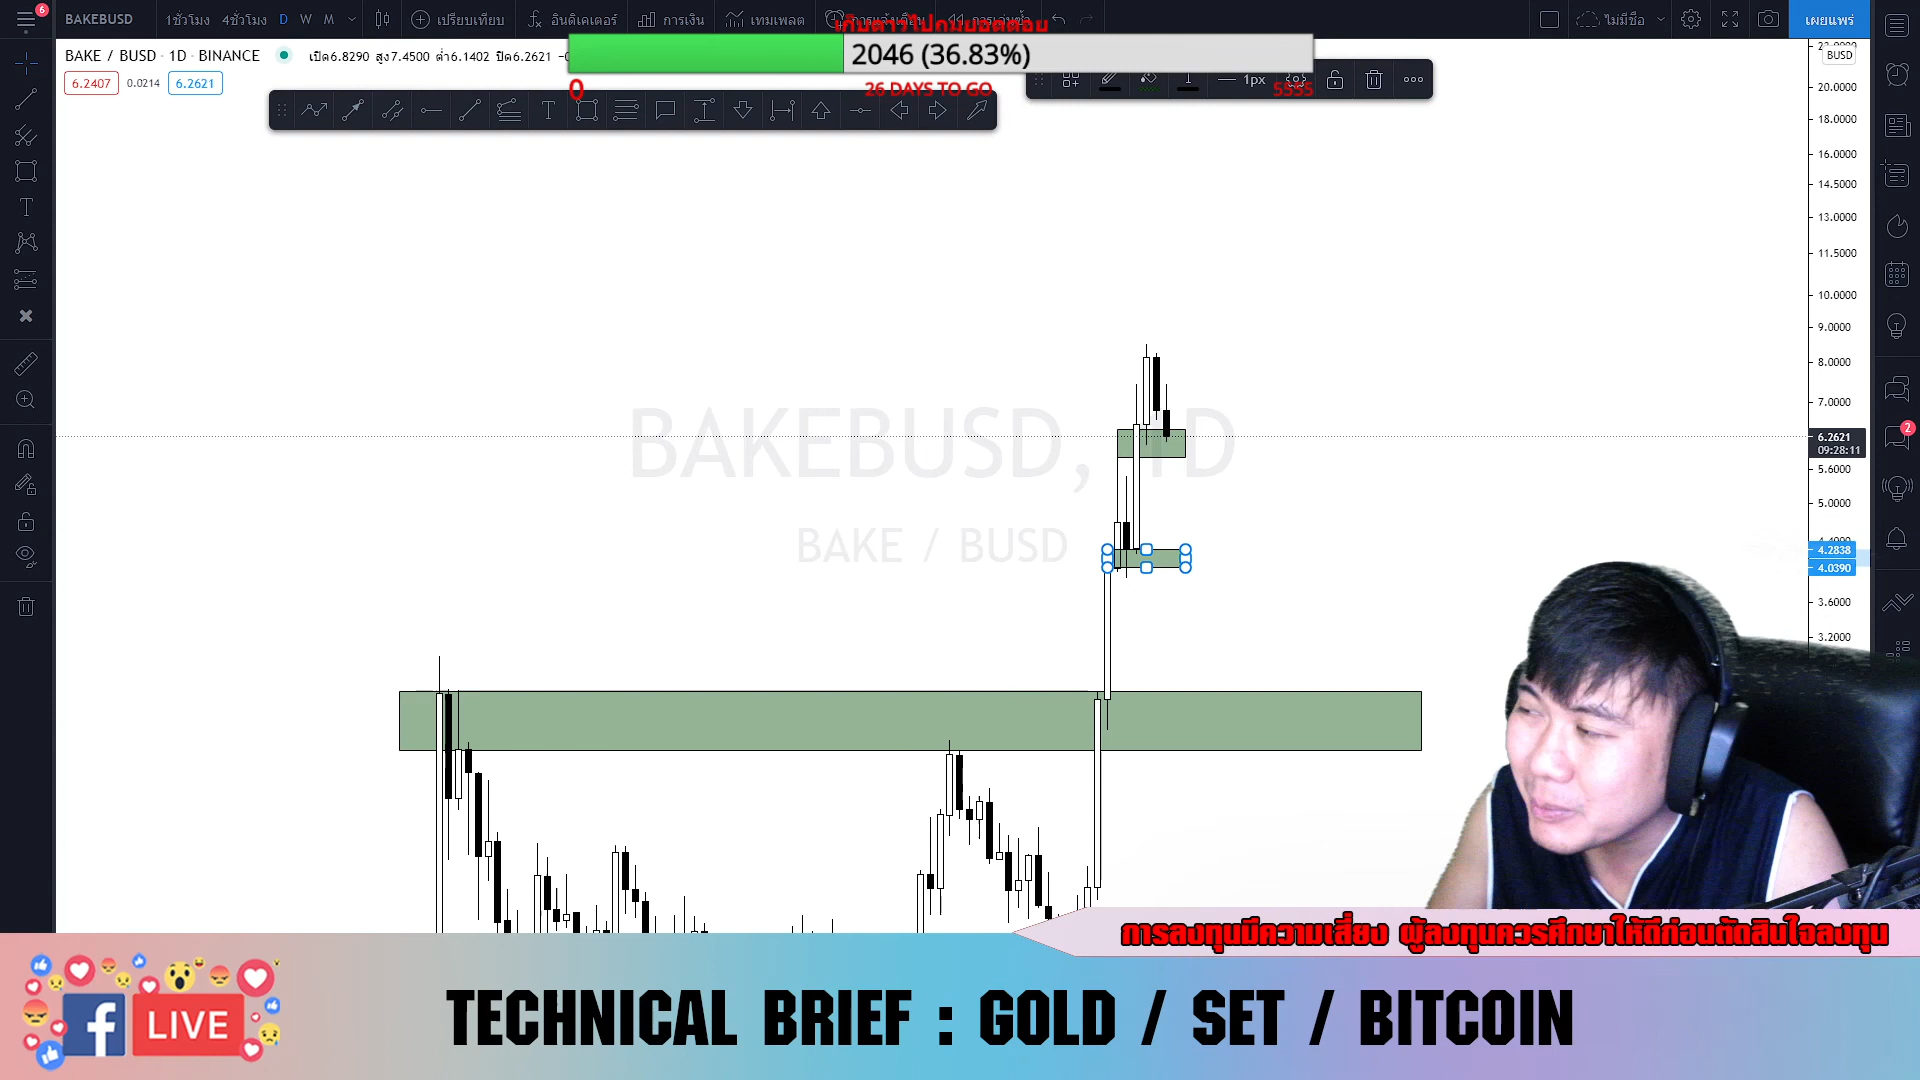 6
BAKEBUSD 1ชั่วโมง 4ชั่วโมง D W M เปรียบเทียบ อินดิเคเตอร์ การเงิน เทมเพลต ไม่มีชื่อ เผยแพร่
2046 (36.83%)
0 26 DAYS TO GO 5555
1px
BAKE / BUSD · 1D · BINANCE เปิด6.8290 สูง7.4500 ต่ำ6.1402 ปิด6.2621
6.2407 0.0214 6.2621
BUSD
20.0000
18.0000
16.0000
14.5000
13.0000
11.5000
10.0000
9.0000
8.0000
7.0000
6.2621
09:28:11
5.6000
5.0000
4.2838
4.0390
3.6000
3.2000
2
BAKEBUSD, 1D
BAKE / BUSD
การลงทุนมีความเสี่ยง ผู้ลงทุนควรศึกษาให้ดีก่อนตัดสินใจลงทุน
f LIVE
TECHNICAL BRIEF : GOLD / SET / BITCOIN